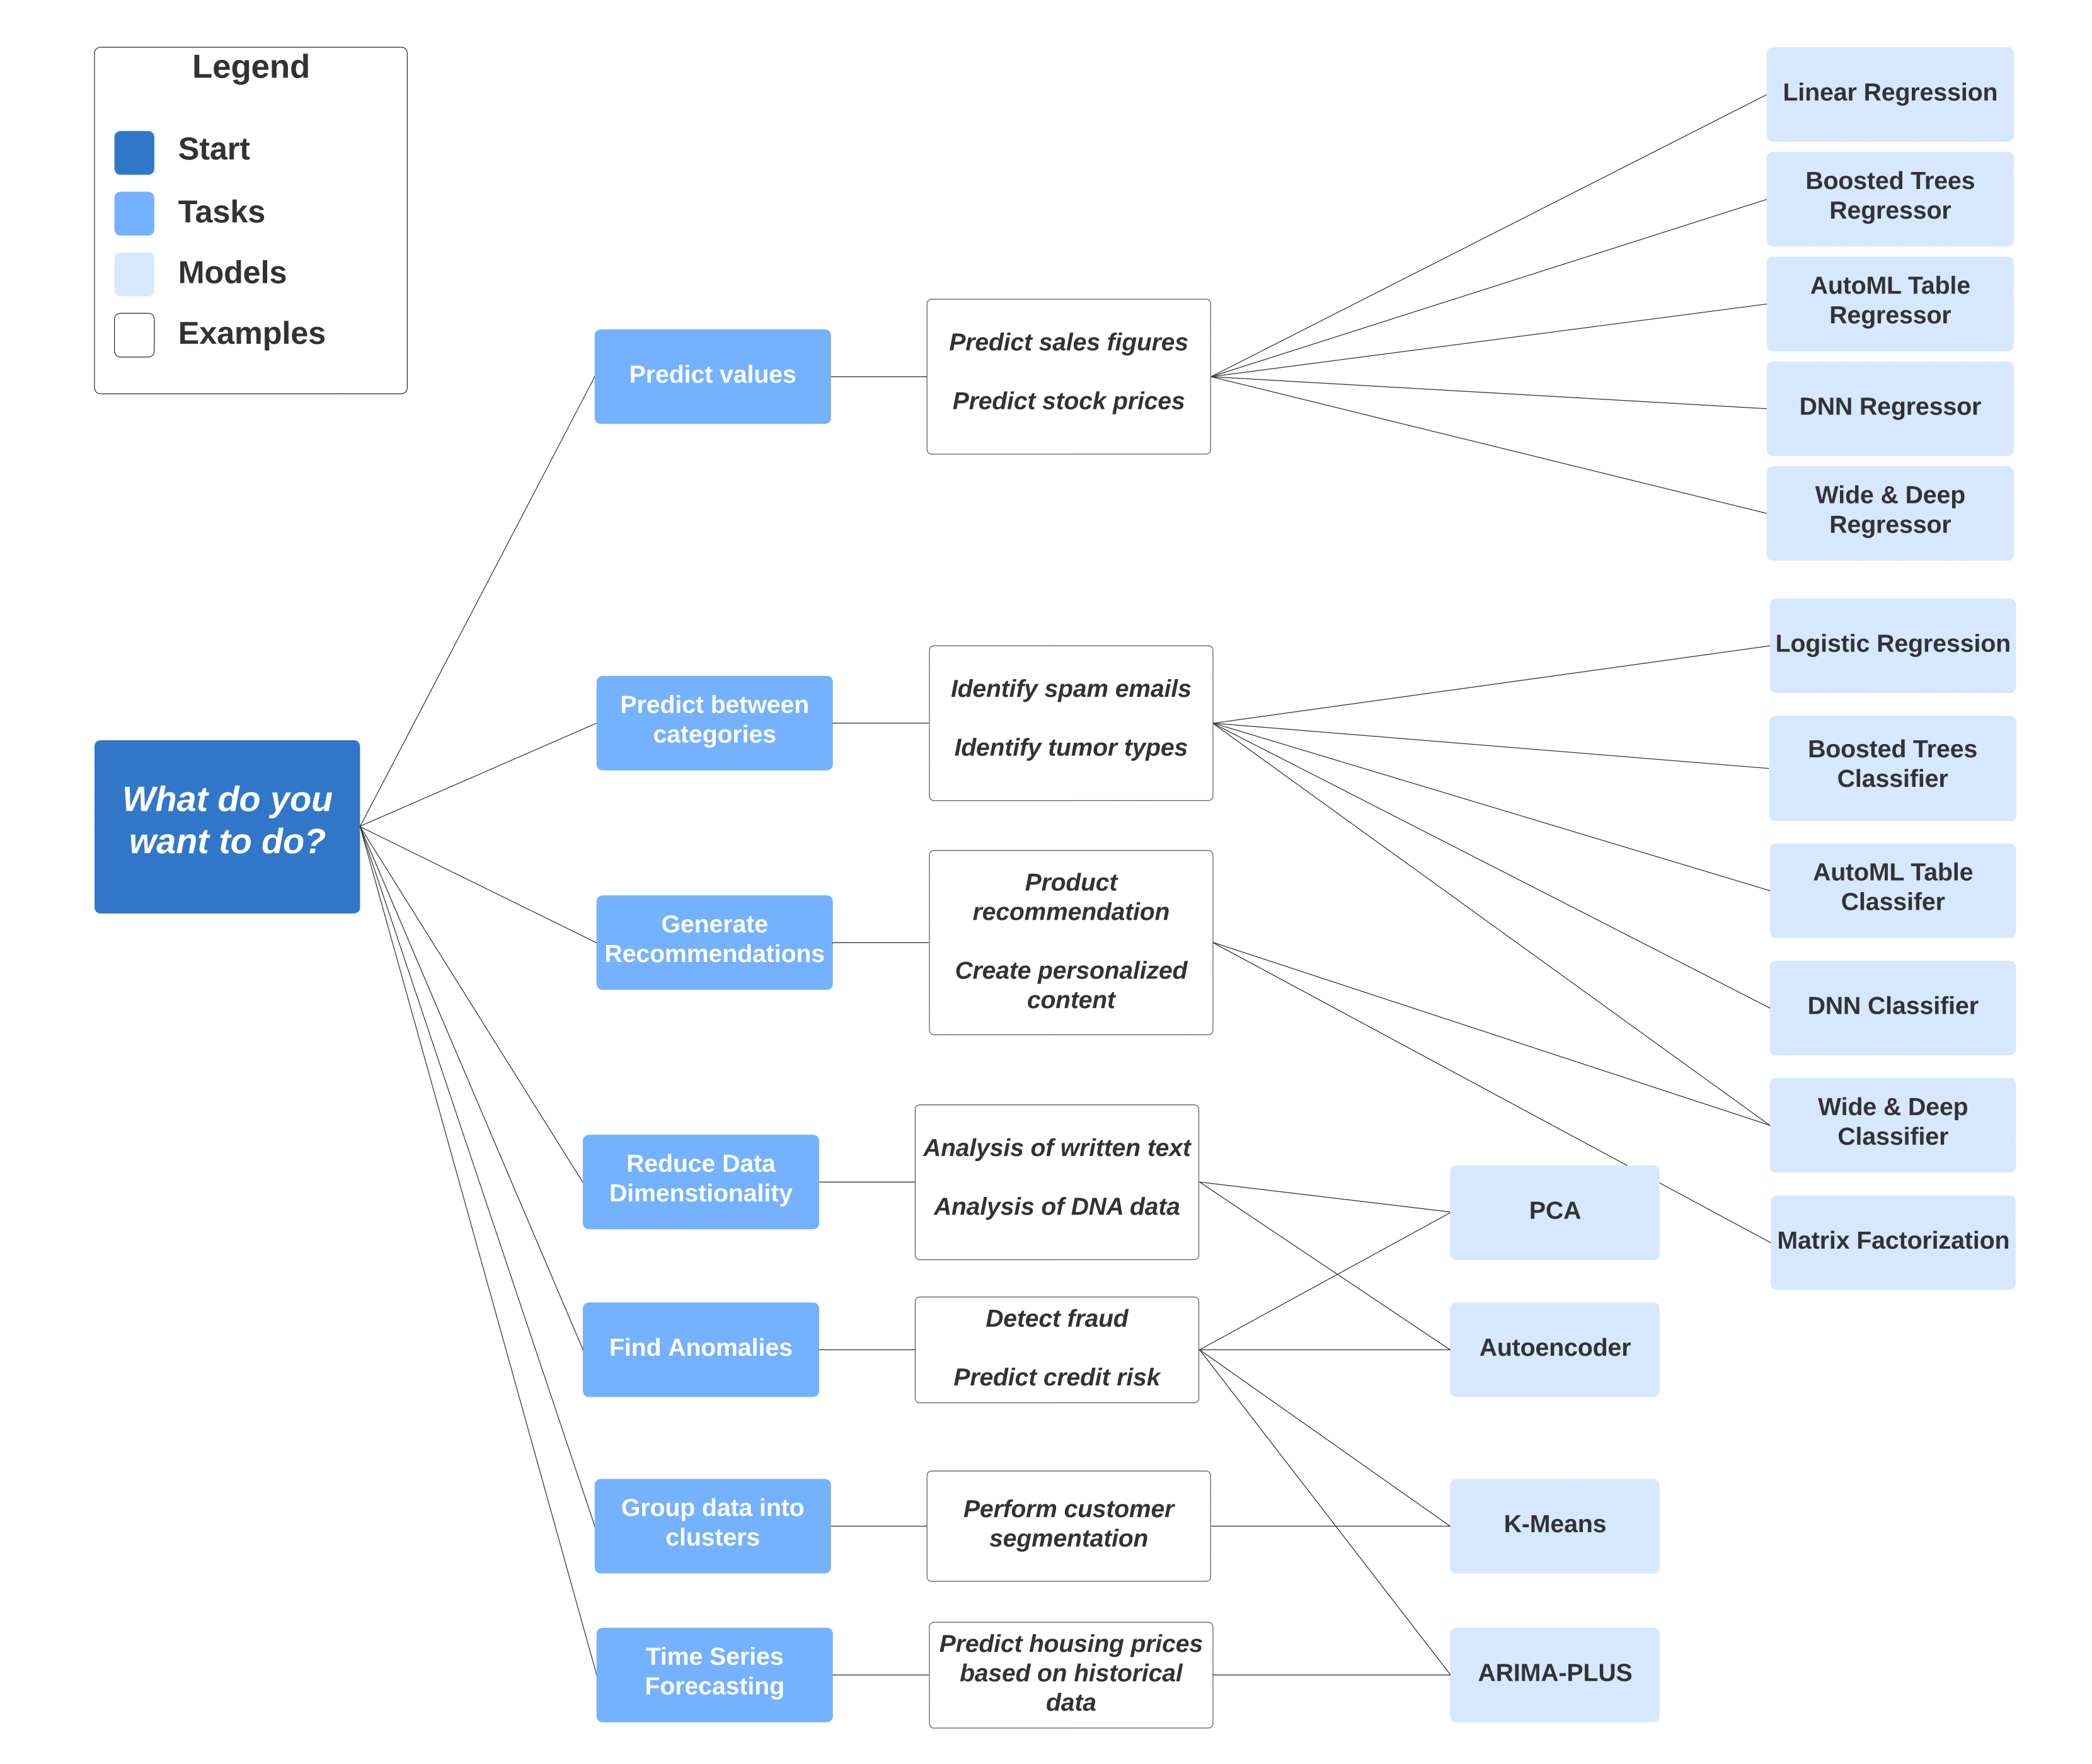 Legend
Start
Tasks
Models
Examples
What do you
want to do?
Predict values
Predict sales figures
Predict stock prices
Linear Regression
Boosted Trees
Regressor
AutoML Table
Regressor
DNN Regressor
Wide & Deep
Regressor
Predict between
categories
Identify spam emails
Identify tumor types
Logistic Regression
Boosted Trees
Classifier
AutoML Table
Classifer
DNN Classifier
Wide & Deep
Classifier
Generate
Recommendations
Product
recommendation
Create personalized
content
Matrix Factorization
Reduce Data
Dimenstionality
Analysis of written text
Analysis of DNA data
PCA
Find Anomalies
Detect fraud
Predict credit risk
Autoencoder
Group data into
clusters
Perform customer
segmentation
K-Means
Time Series
Forecasting
Predict housing prices
based on historical
data
ARIMA-PLUS